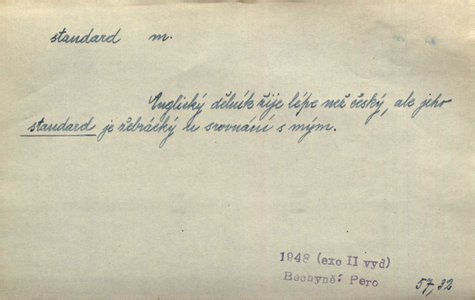 standard m.
Anglický dělník žije lépe než český, ale jeho
standard je žebrácký u srovnání s mým.
1948 (exc II vyd)
Bechyně: Pero
57,32